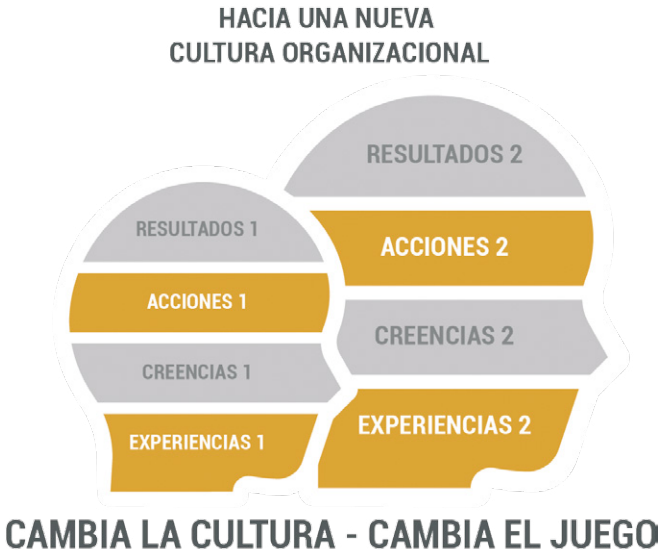 HACIA UNA NUEVA
CULTURA ORGANIZACIONAL
RESULTADOS 1
ACCIONES 1
CREENCIAS 1
EXPERIENCIAS 1
RESULTADOS 2
ACCIONES 2
CREENCIAS 2
EXPERIENCIAS 2
CAMBIA LA CULTURA - CAMBIA EL JUEGO